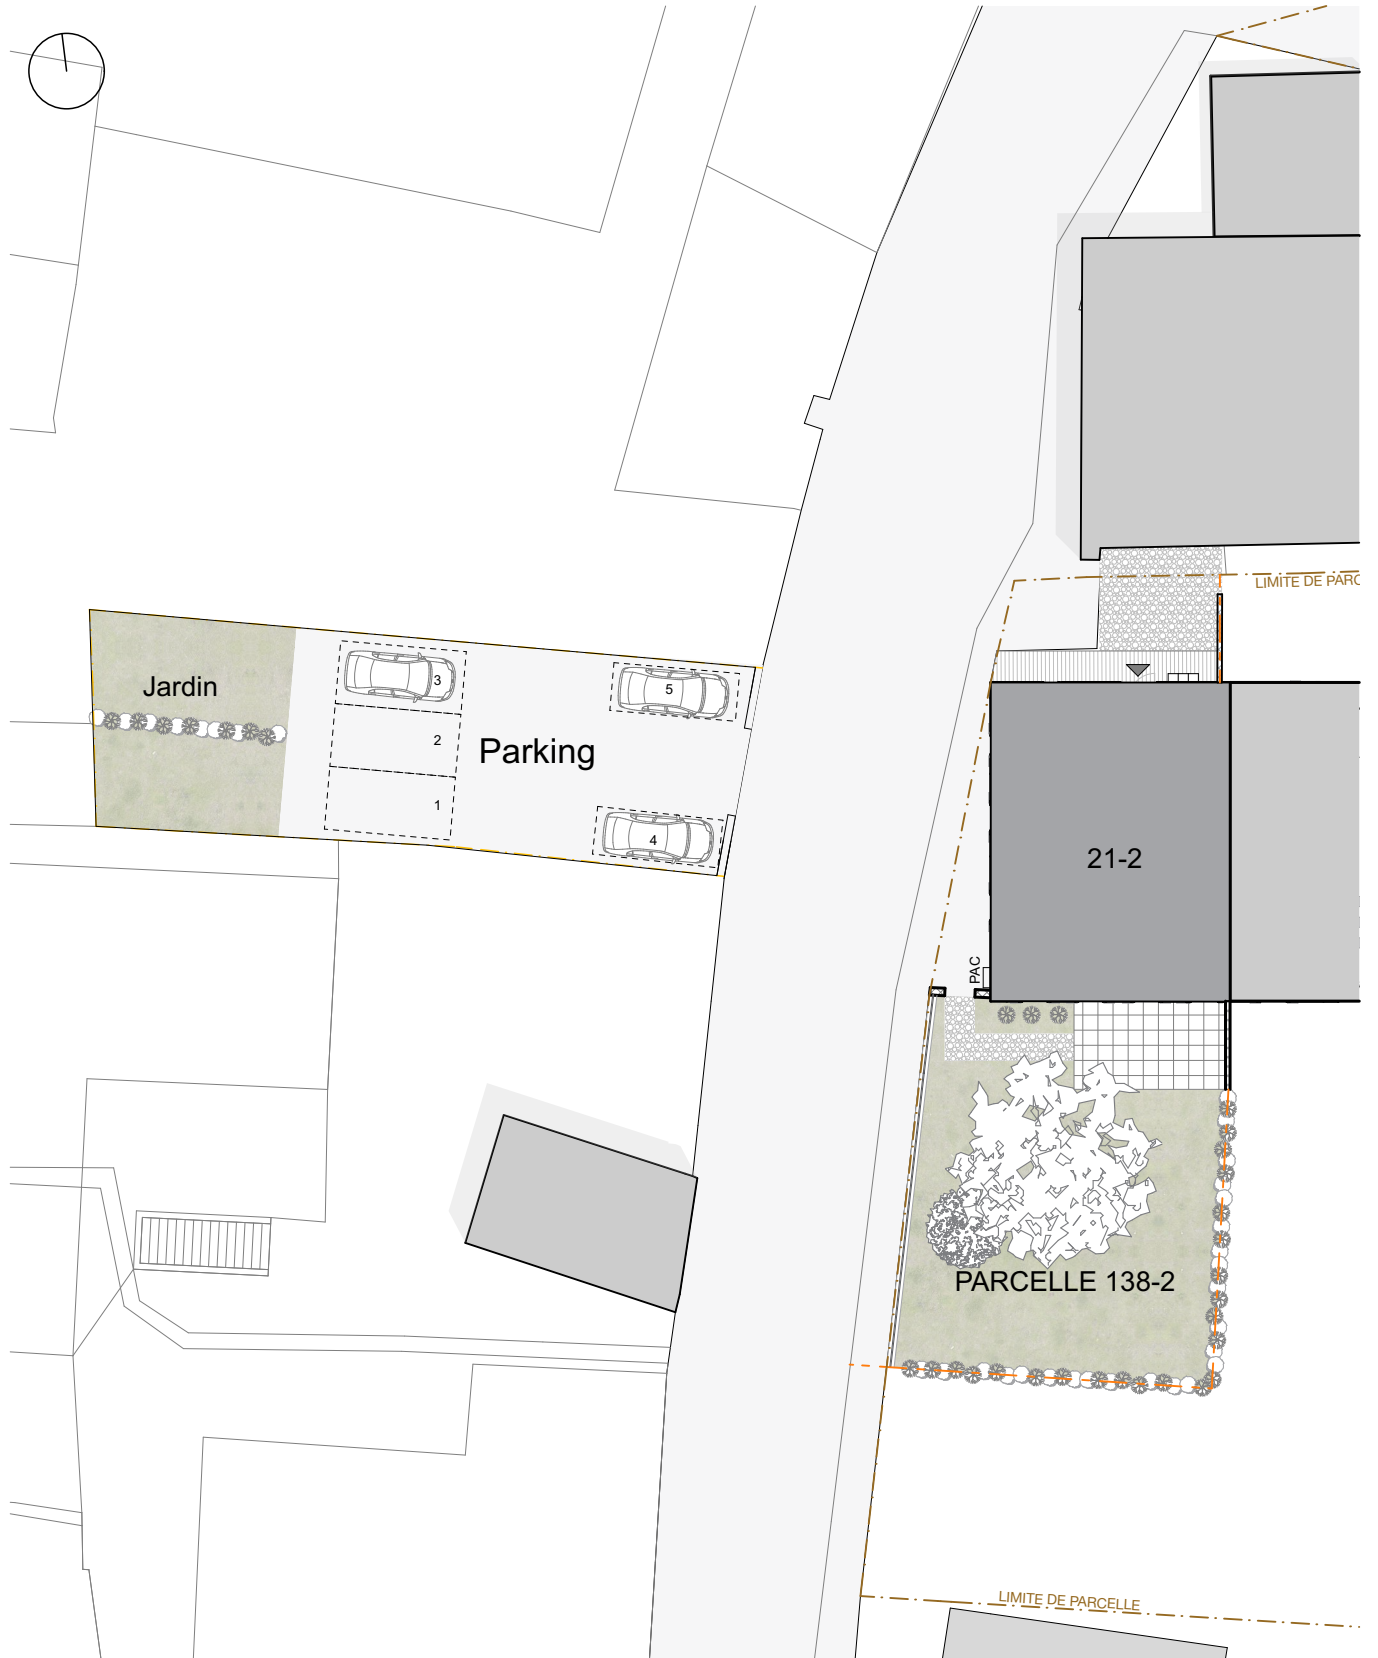 LIMITE DE PARC
Jardin
3
5
2
Parking
1
4
21-2
PAC
PARCELLE 138-2
LIMITE DE PARCELLE